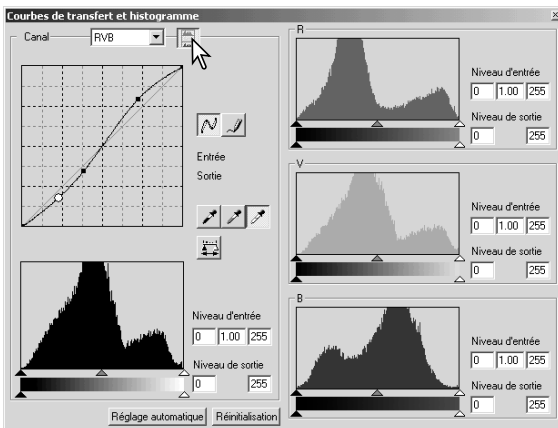 Courbes de transfert et histogramme
Canal
RVB
Entrée
Sortie
Niveau d'entrée
0 1.00 255
Niveau de sortie
0 255
Réglage automatique
Réinitialisation
R
Niveau d'entrée
0 1.00 255
Niveau de sortie
0 255
V
Niveau d'entrée
0 1.00 255
Niveau de sortie
0 255
B
Niveau d'entrée
0 1.00 255
Niveau de sortie
0 255